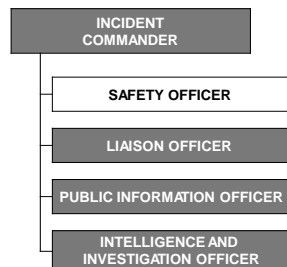 INCIDENT
COMMANDER
SAFETY OFFICER
LIAISON OFFICER
PUBLIC INFORMATION OFFICER
INTELLIGENCE AND
INVESTIGATION OFFICER